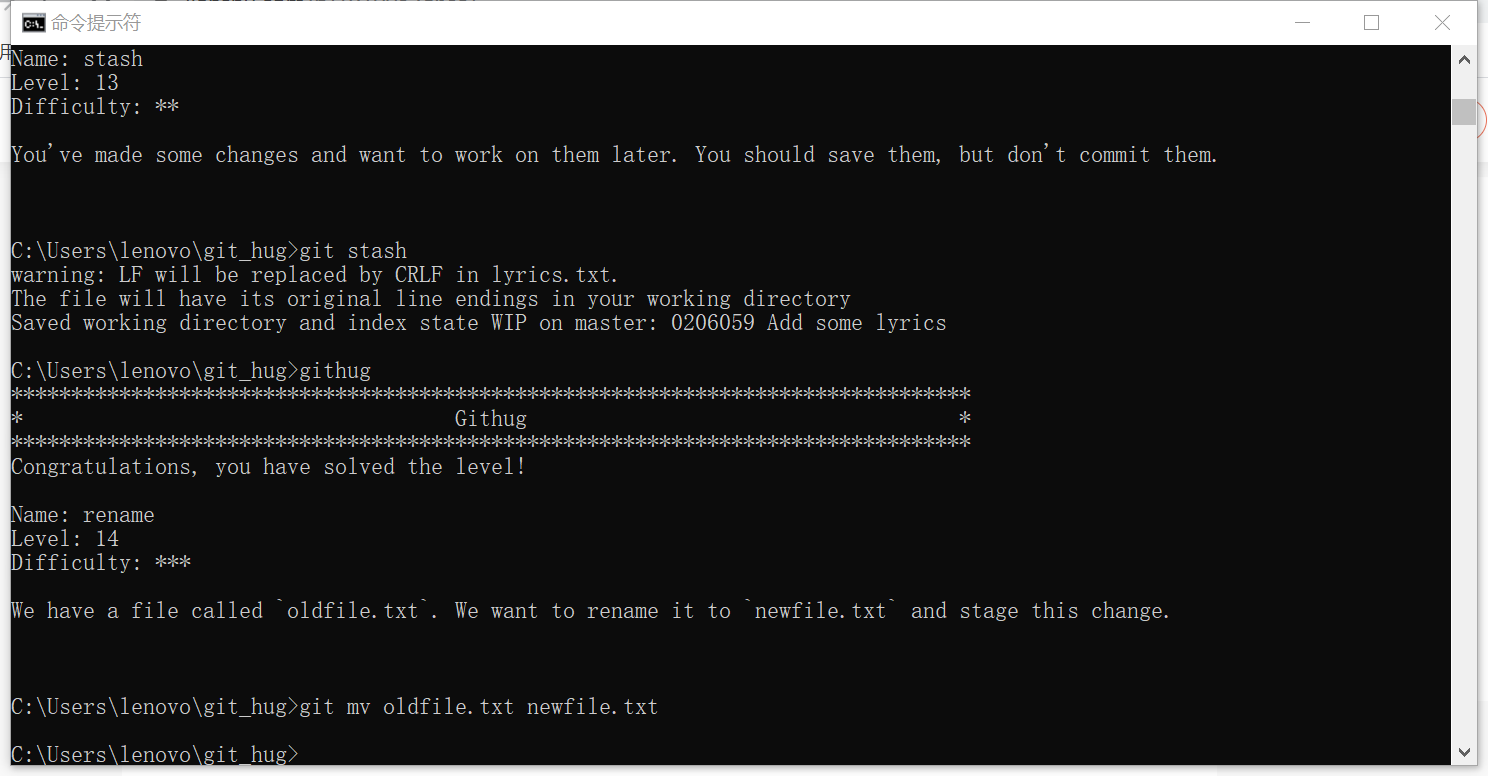 命令提示符
用
Name: stash
Level: 13
Difficulty: **
You've made some changes and want to work on them later. You should save them, but don't commit them.
C:\Users\lenovo\git_hug>git stash
warning: LF will be replaced by CRLF in lyrics.txt.
The file will have its original line endings in your working directory
Saved working directory and index state WIP on master: 0206059 Add some lyrics
C:\Users\lenovo\git_hug>githug
********************************************************************************
*                                    Githug                                    *
********************************************************************************
Congratulations, you have solved the level!
Name: rename
Level: 14
Difficulty: ***
We have a file called `oldfile.txt`. We want to rename it to `newfile.txt` and stage this change.
C:\Users\lenovo\git_hug>git mv oldfile.txt newfile.txt
C:\Users\lenovo\git_hug>